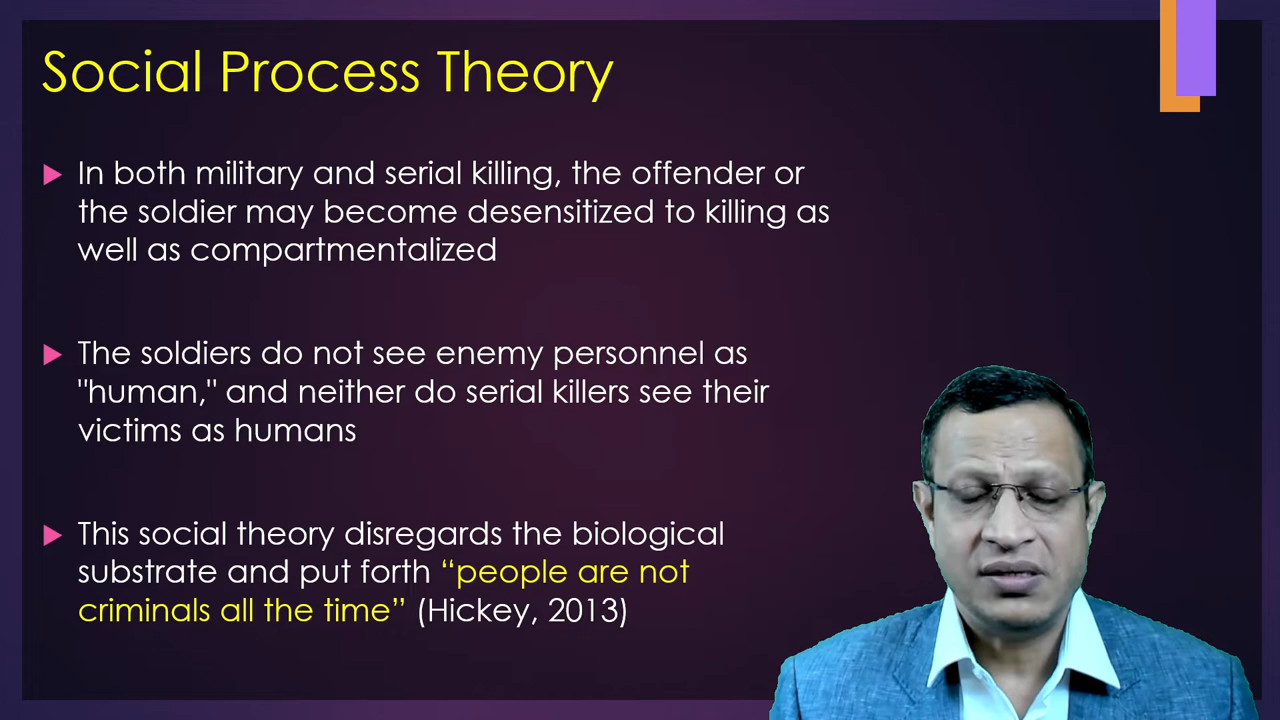 Social Process Theory
In both military and serial killing, the offender or
the soldier may become desensitized to killing as
well as compartmentalized
The soldiers do not see enemy personnel as
"human," and neither do serial killers see their
victims as humans
This social theory disregards the biological
substrate and put forth “people are not
criminals all the time” (Hickey, 2013)